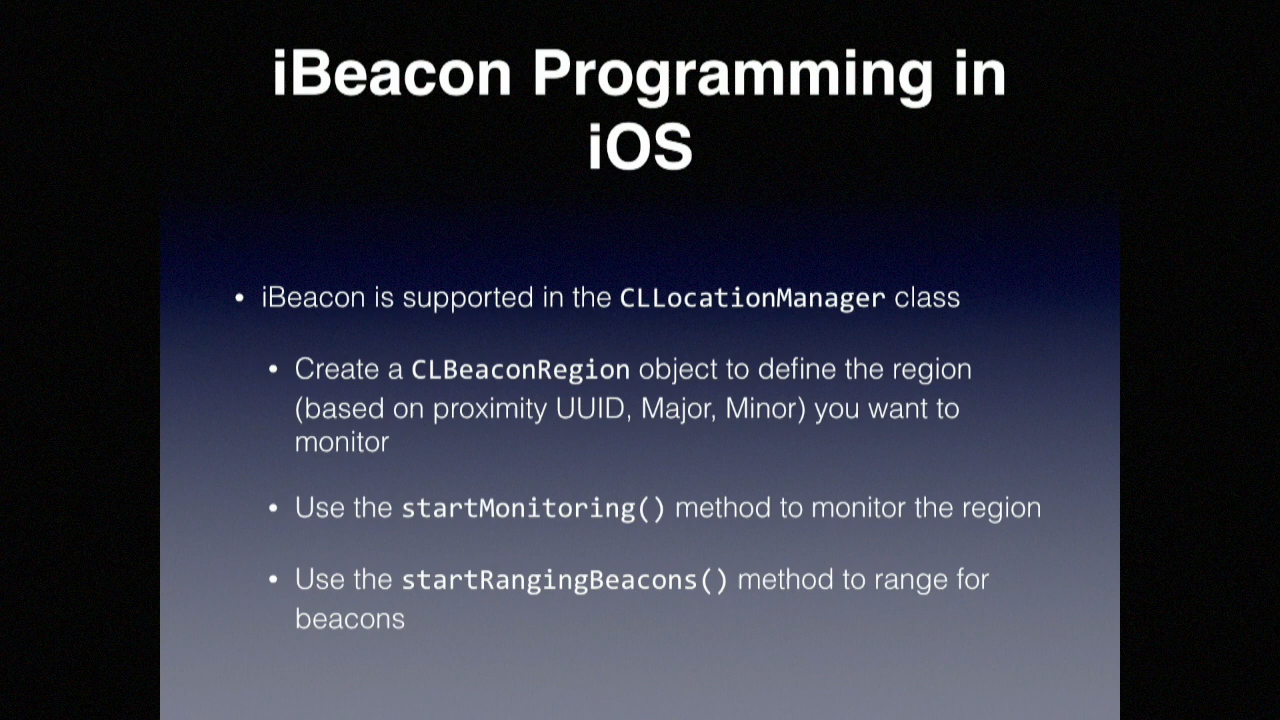 iBeacon Programming in
iOS
• iBeacon is supported in the CLLocationManager class
• Create a CLBeaconRegion object to define the region
(based on proximity UUID, Major, Minor) you want to
monitor
• Use the startMonitoring() method to monitor the region
• Use the startRangingBeacons() method to range for
beacons